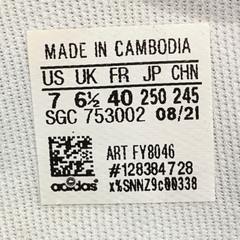 MADE IN CAMBODIA
US UK FR JP CHN
7 6½ 40 250 245
SGC 753002 08/21
ART FY8046
#128384728
adidas x%SNNZ9c00338